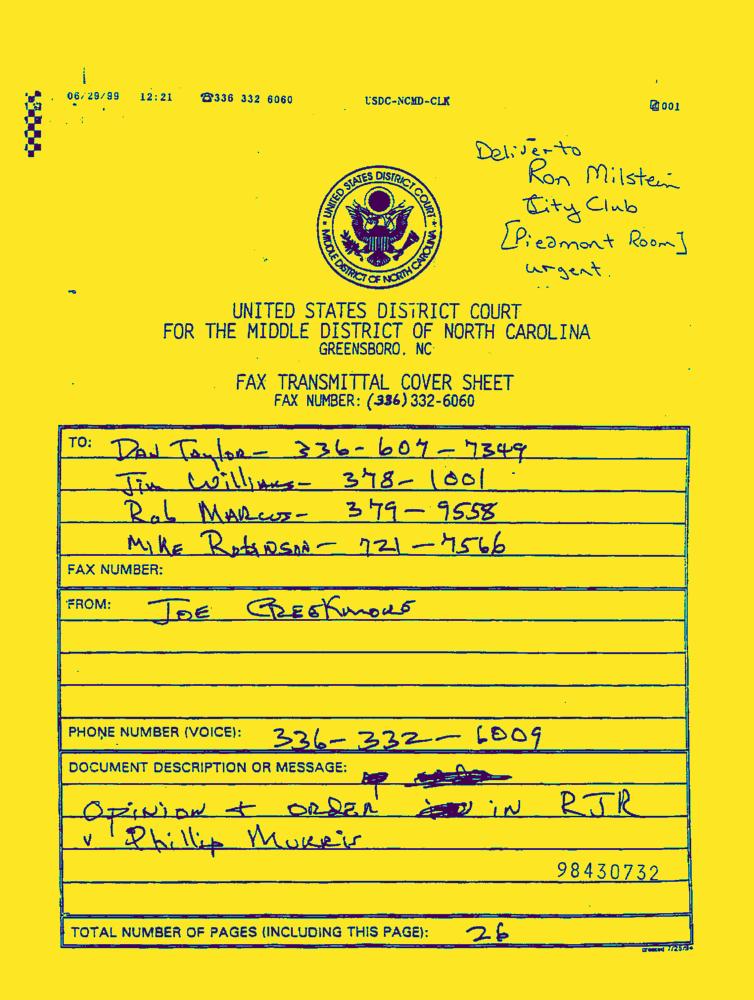 06/29/99 12:21 ☎336 332 6060 USDC-NCMD-CLK 001
Deliver to
Ron Milstein
City Club
[Piedmont Room]
urgent.
UNITED STATES DISTRICT COURT
MIDDLE DISTRICT OF NORTH CAROLINA
UNITED STATES DISTRICT COURT
FOR THE MIDDLE DISTRICT OF NORTH CAROLINA
GREENSBORO, NC
FAX TRANSMITTAL COVER SHEET
FAX NUMBER: (336) 332-6060
TO: Dan Taylor - 336-607-7349
Jim Williams - 378-1001
Rob Marcus - 379-9558
Mike Robinson - 721-7566
FAX NUMBER:
FROM: Joe Creekmore
PHONE NUMBER (VOICE): 336-332-6009
DOCUMENT DESCRIPTION OR MESSAGE:
Opinion + ORDER in RJR
v Phillip Morris
98430732
TOTAL NUMBER OF PAGES (INCLUDING THIS PAGE): 26